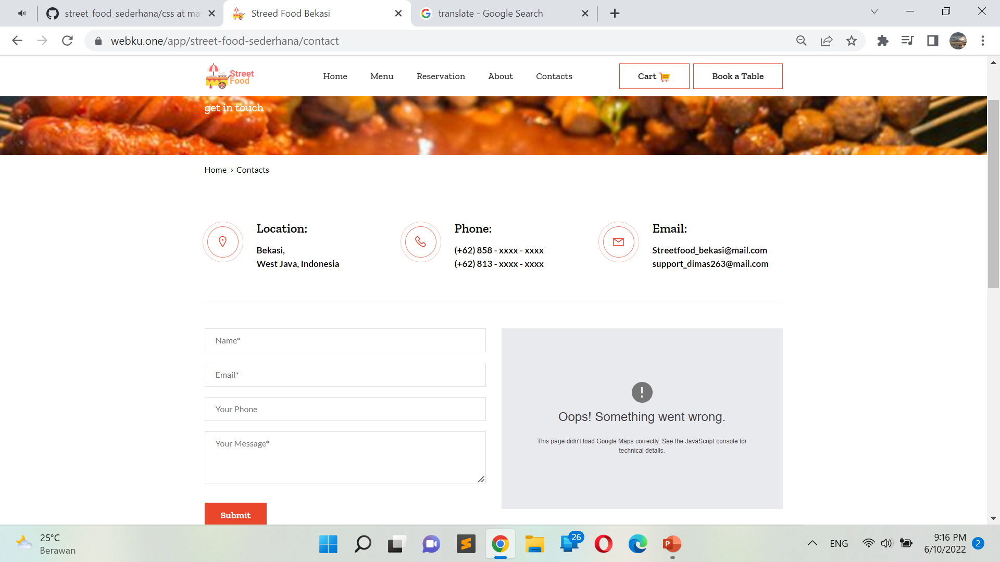 street_food_sederhana/css at ma
Streed Food Bekasi
translate - Google Search
webku.one/app/street-food-sederhana/contact
Street
Food
Home
Menu
Reservation
About
Contacts
Cart
Book a Table
get in touch
Home › Contacts
Location:
Bekasi,
West Java, Indonesia
Phone:
(+62) 858 - xxxx - xxxx
(+62) 813 - xxxx - xxxx
Email:
Streetfood_bekasi@mail.com
support_dimas263@mail.com
Name*
Email*
Your Phone
Your Message*
Submit
Oops! Something went wrong.
This page didn't load Google Maps correctly. See the JavaScript console for
technical details.
25°C
Berawan
26
ENG
9:16 PM
6/10/2022
2